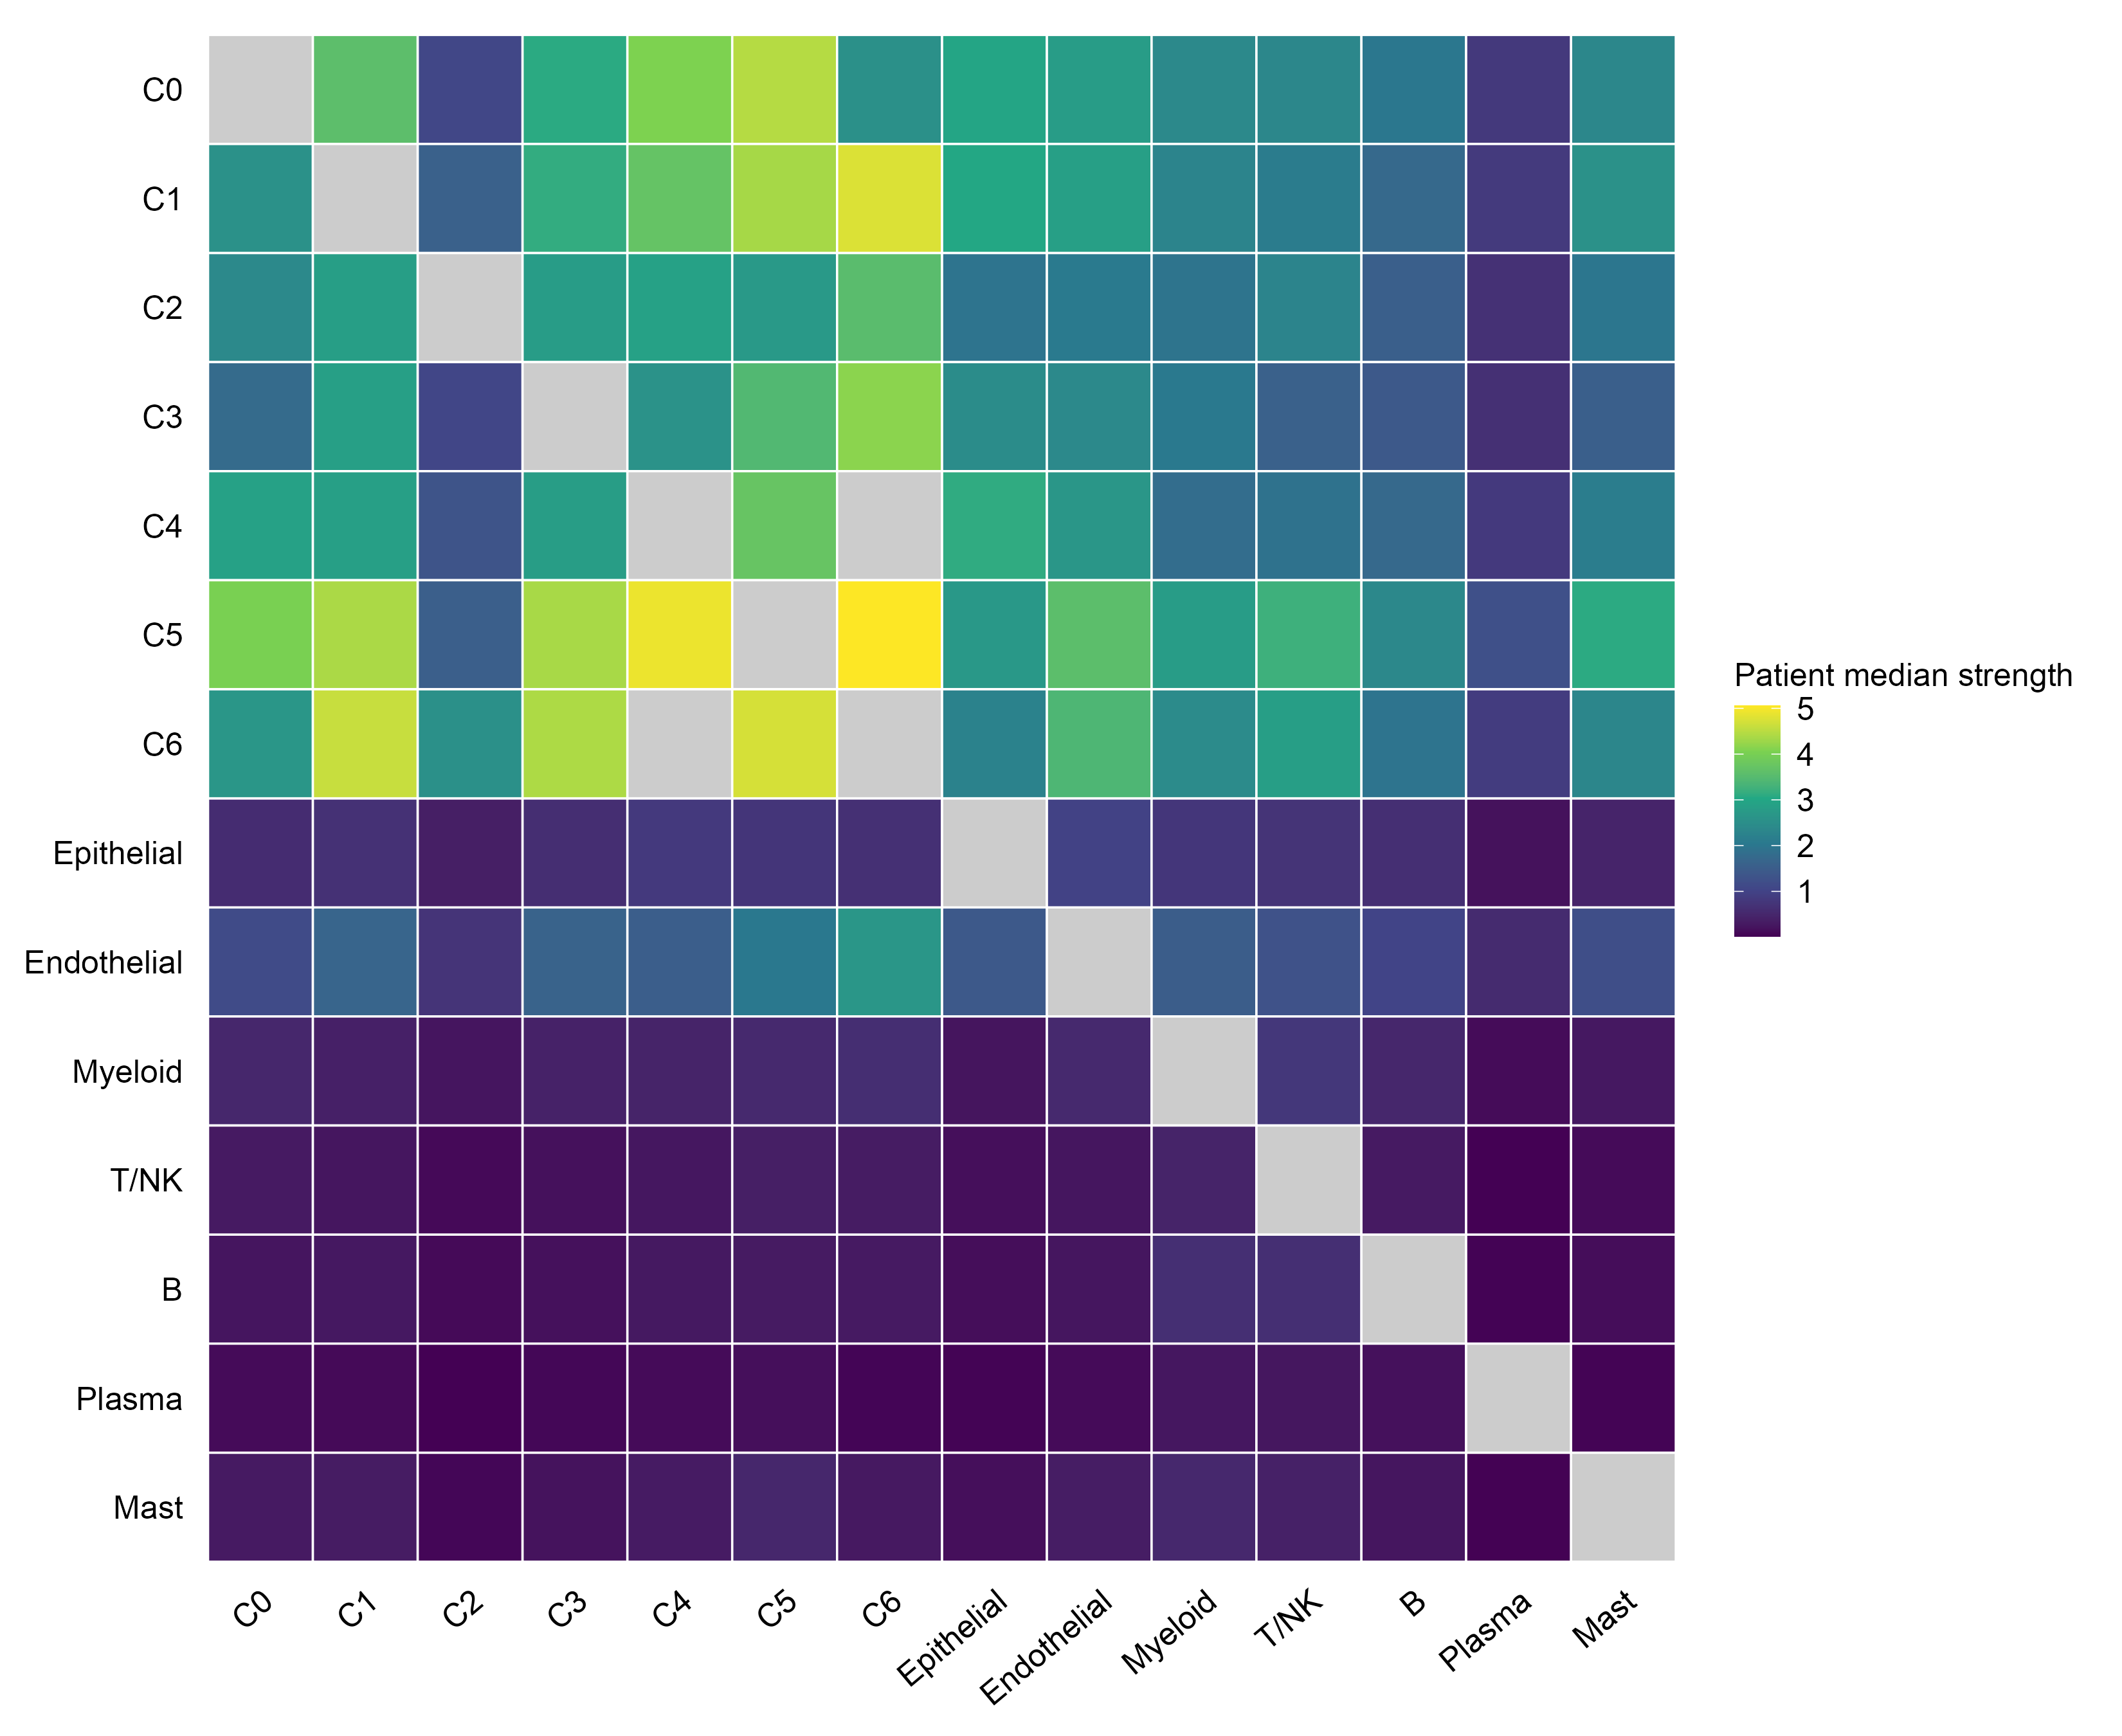 C0
C1
C2
C3
C4
C5
C6
Epithelial
Endothelial
Myeloid
T/NK
B
Plasma
Mast
C0
C1
C2
C3
C4
C5
C6
Epithelial
Endothelial
Myeloid
T/NK
B
Plasma
Mast
Patient median strength
5
4
3
2
1